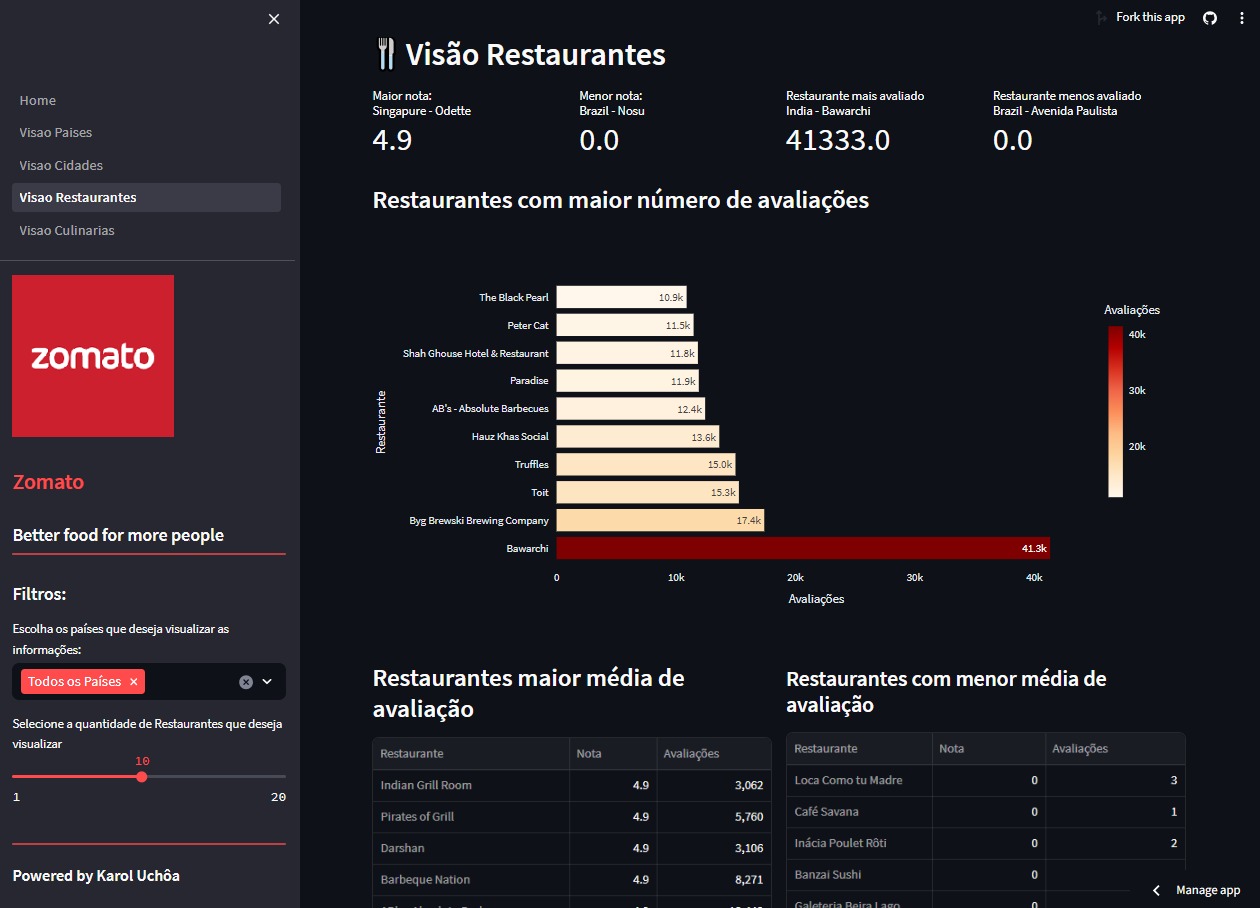 Fork this app
Home
Visao Paises
Visao Cidades
Visao Restaurantes
Visao Culinarias
zomato
Zomato
Better food for more people
Filtros:
Escolha os países que deseja visualizar as
informações:
Todos os Países
Selecione a quantidade de Restaurantes que deseja
visualizar
10
1 20
Powered by Karol Uchôa
Visão Restaurantes
Maior nota:
Singapure - Odette
4.9
Menor nota:
Brazil - Nosu
0.0
Restaurante mais avaliado
India - Bawarchi
41333.0
Restaurante menos avaliado
Brazil - Avenida Paulista
0.0
Restaurantes com maior número de avaliações
Restaurante
The Black Pearl 10.9k
Peter Cat 11.5k
Shah Ghouse Hotel & Restaurant 11.8k
Paradise 11.9k
AB's - Absolute Barbecues 12.4k
Hauz Khas Social 13.6k
Truffles 15.0k
Toit 15.3k
Byg Brewski Brewing Company 17.4k
Bawarchi 41.3k
0 10k 20k 30k 40k
Avaliações
Avaliações
40k
30k
20k
Restaurantes maior média de
avaliação
Restaurante Nota Avaliações
Indian Grill Room 4.9 3,062
Pirates of Grill 4.9 5,760
Darshan 4.9 3,106
Barbeque Nation 4.9 8,271
Restaurantes com menor média de
avaliação
Restaurante Nota Avaliações
Loca Como tu Madre 0 3
Café Savana 0 1
Inácia Poulet Rôti 0 2
Banzai Sushi 0
Galeteria Beira Lago 0
Manage app